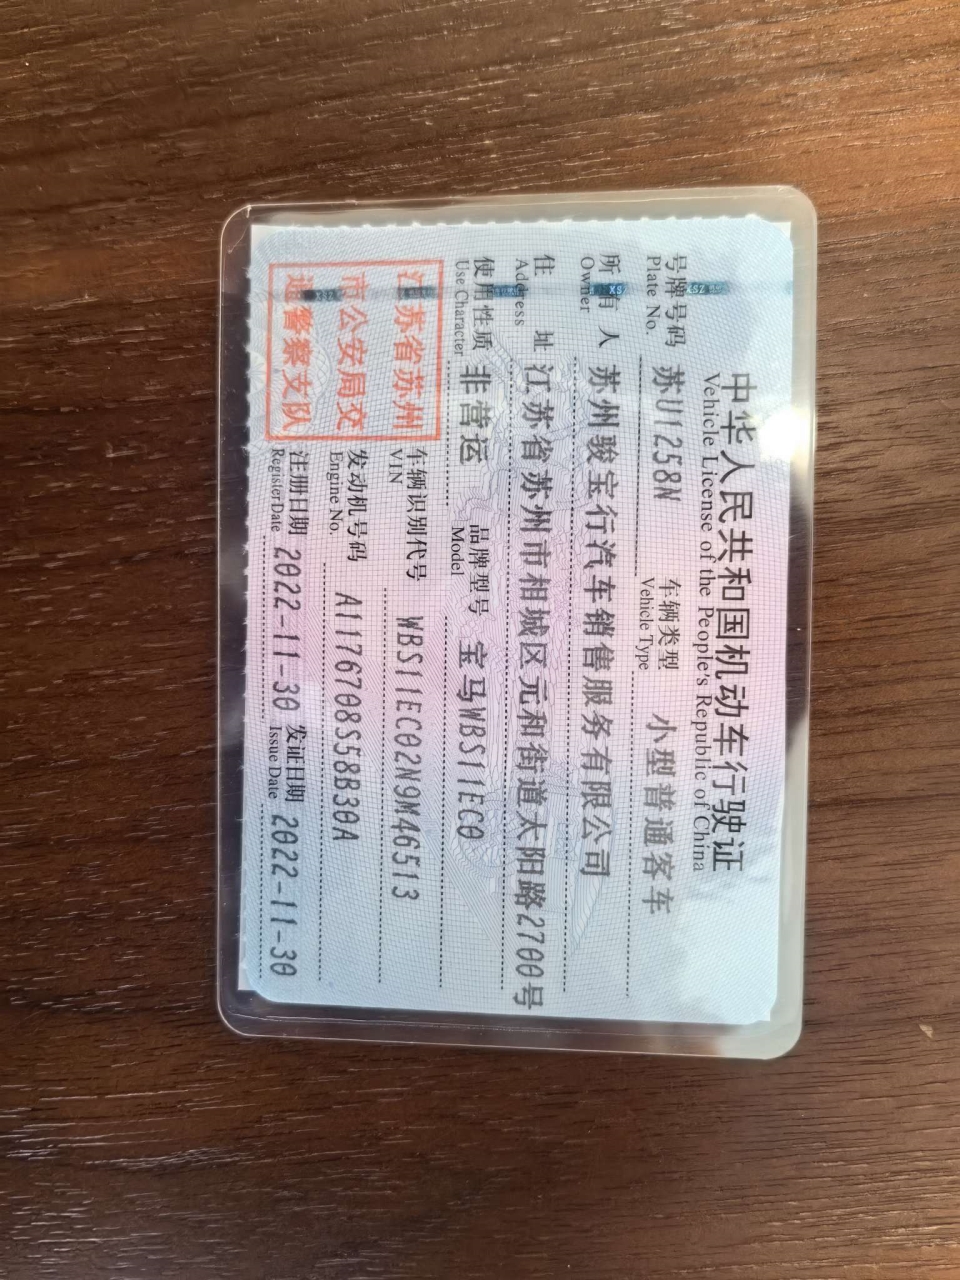 中华人民共和国机动车行驶证
Vehicle License of the People's Republic of China
号牌号码 苏U1258N 车辆类型 小型普通客车
Plate No. Vehicle Type
所有人 苏州骏宝行汽车销售服务有限公司
Owner
住址 江苏省苏州市相城区元和街道太阳路2700号
Address
使用性质 非营运 品牌型号 宝马WBS11EC0
Use Character Model
江苏省苏州
市公安局交
通警察支队
车辆识别代号 WBS11EC02N9M46513
VIN
发动机号码 A1176708S58B30A
Engine No.
注册日期 2022-11-30 发证日期 2022-11-30
Register Date Issue Date